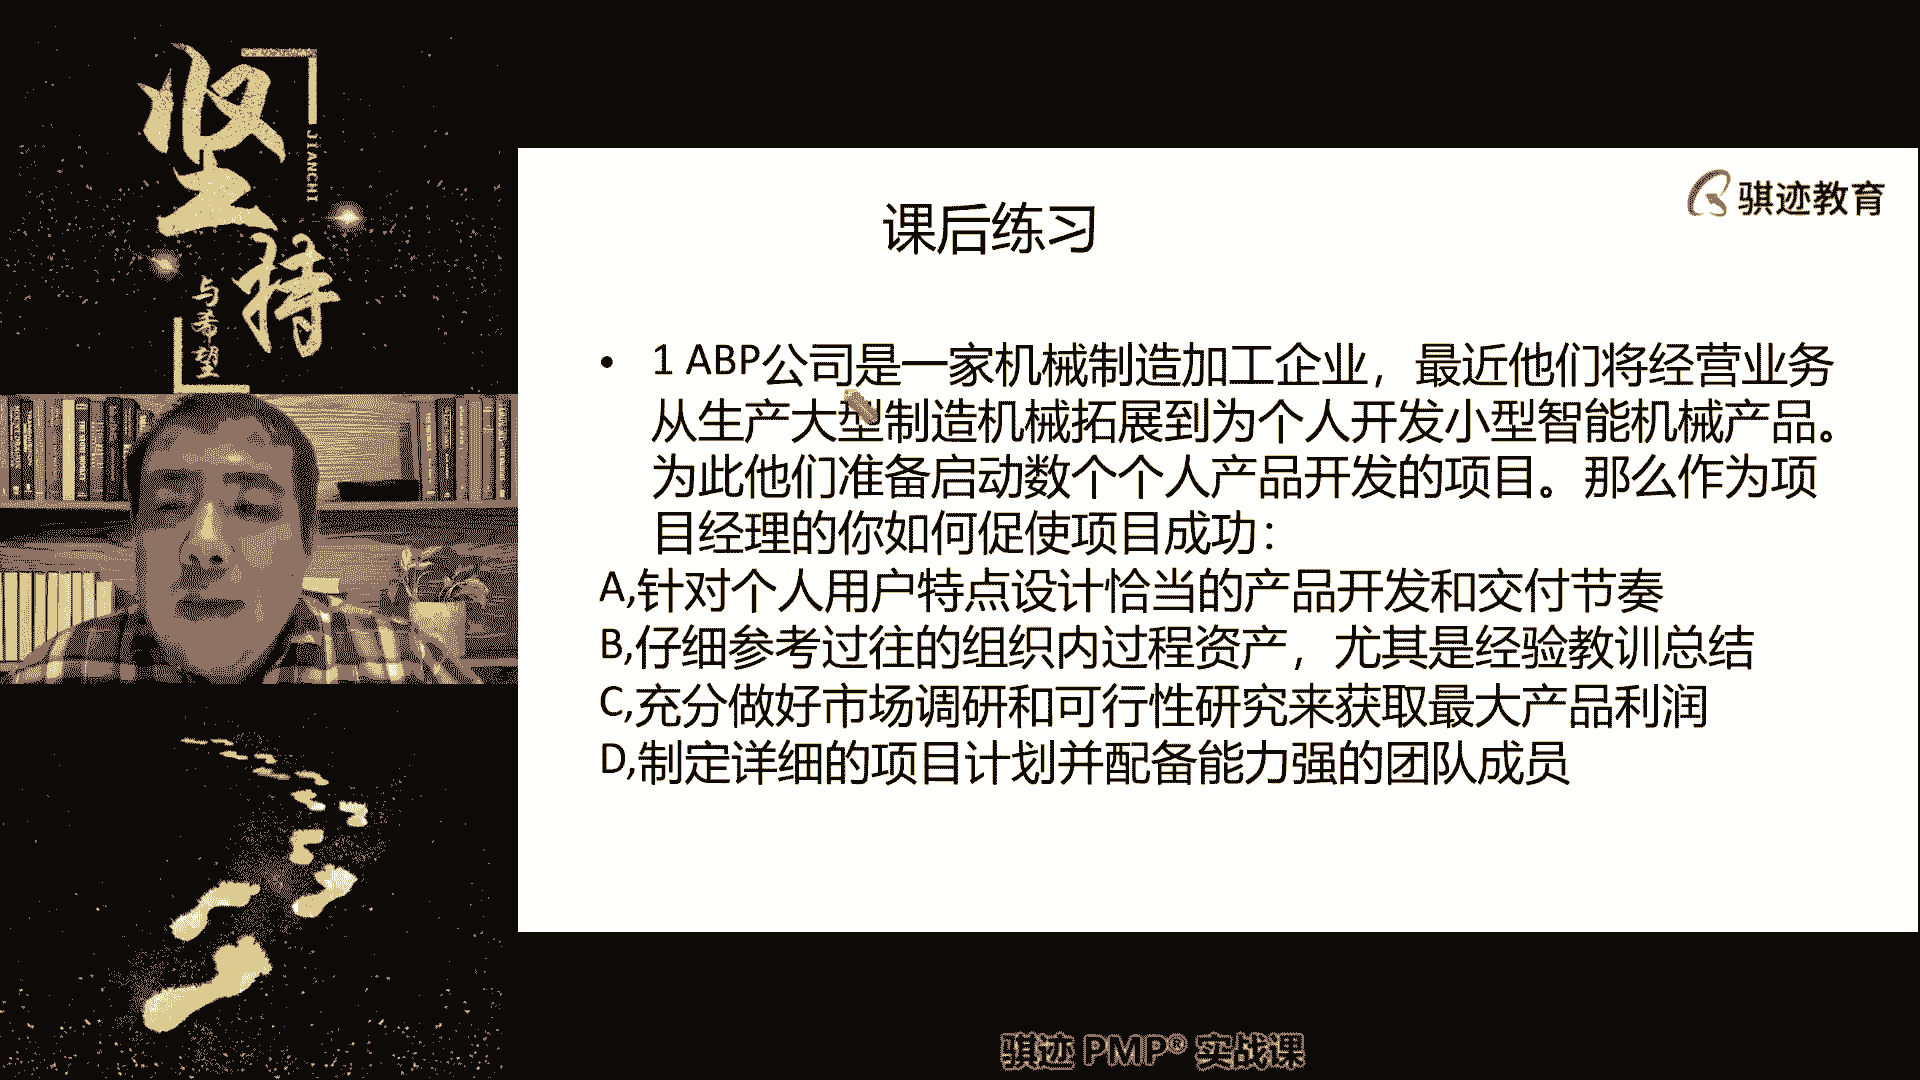 坚持
JIANCHI
与希望
骐迹教育
课后练习
• 1 ABP公司是一家机械制造加工企业，最近他们将经营业务
从生产大型制造机械拓展到为个人开发小型智能机械产品。
为此他们准备启动数个个人产品开发的项目。那么作为项
目经理的你如何促使项目成功：
A,针对个人用户特点设计恰当的产品开发和交付节奏
B,仔细参考过往的组织内过程资产，尤其是经验教训总结
C,充分做好市场调研和可行性研究来获取最大产品利润
D,制定详细的项目计划并配备能力强的团队成员
骐迹 PMP® 实战课